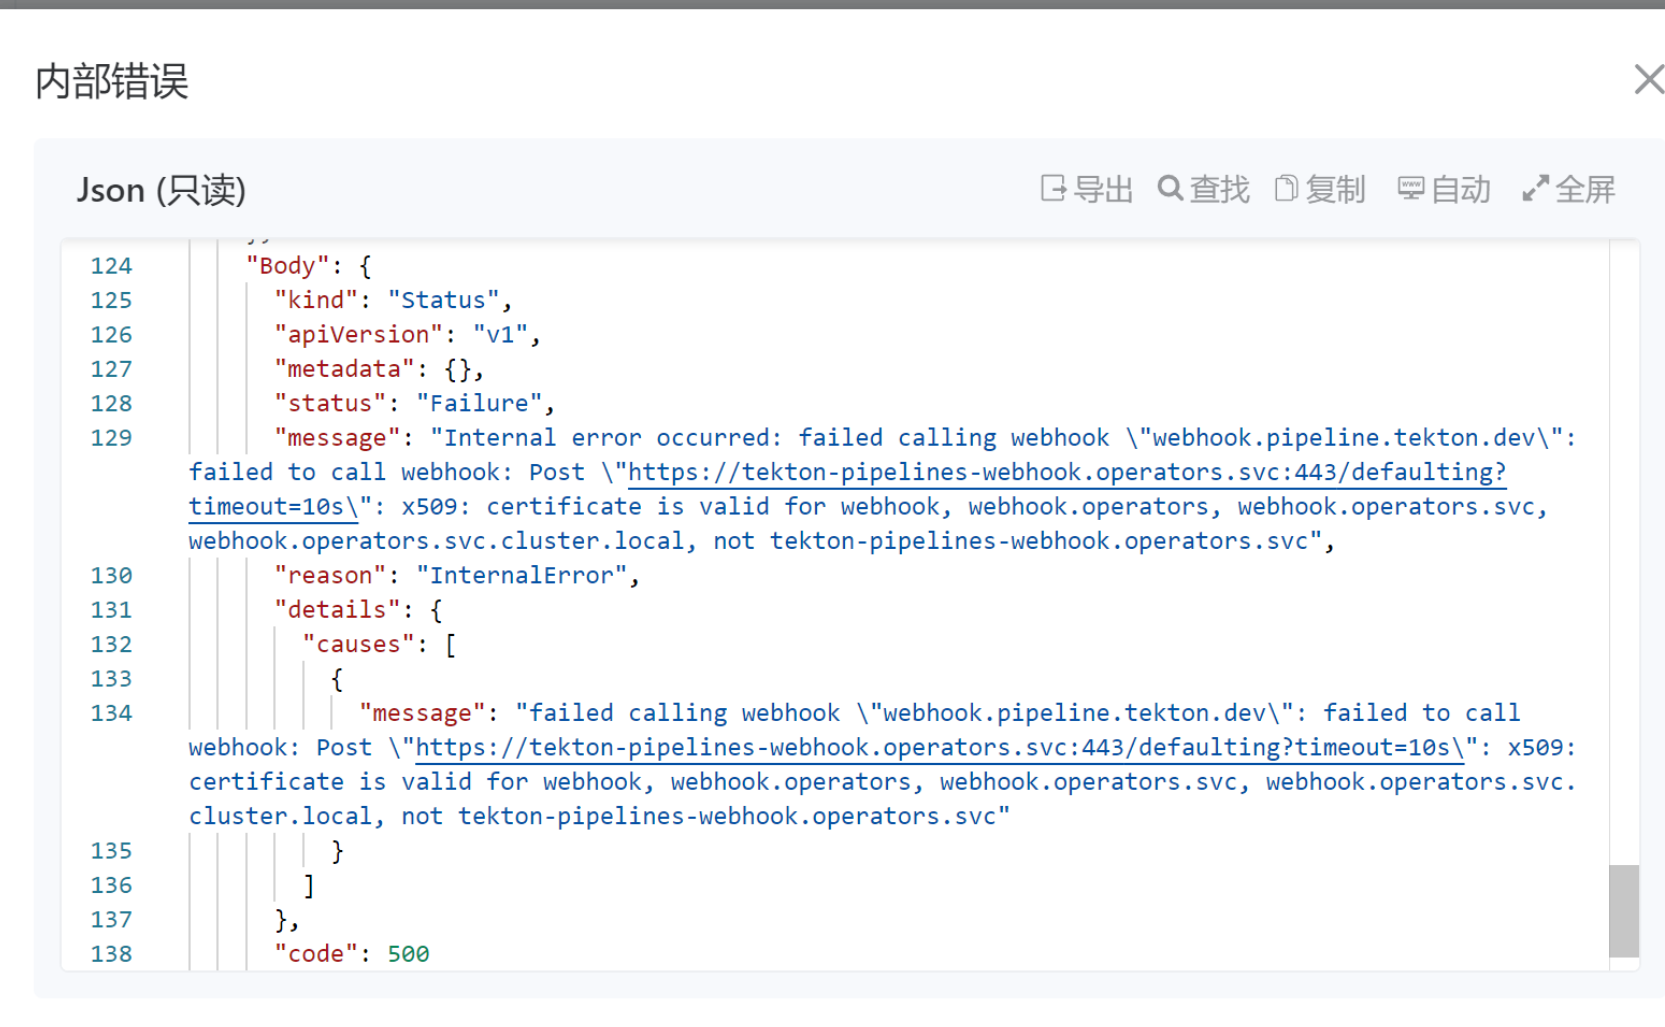 内部错误
Json (只读)
导出 查找 复制 自动 全屏
124 "Body": {
125 "kind": "Status",
126 "apiVersion": "v1",
127 "metadata": {},
128 "status": "Failure",
129 "message": "Internal error occurred: failed calling webhook \"webhook.pipeline.tekton.dev\":
failed to call webhook: Post \"https://tekton-pipelines-webhook.operators.svc:443/defaulting?
timeout=10s\": x509: certificate is valid for webhook, webhook.operators, webhook.operators.svc,
webhook.operators.svc.cluster.local, not tekton-pipelines-webhook.operators.svc",
130 "reason": "InternalError",
131 "details": {
132 "causes": [
133 {
134 "message": "failed calling webhook \"webhook.pipeline.tekton.dev\": failed to call
webhook: Post \"https://tekton-pipelines-webhook.operators.svc:443/defaulting?timeout=10s\": x509:
certificate is valid for webhook, webhook.operators, webhook.operators.svc, webhook.operators.svc.
cluster.local, not tekton-pipelines-webhook.operators.svc"
135 }
136 ]
137 },
138 "code": 500